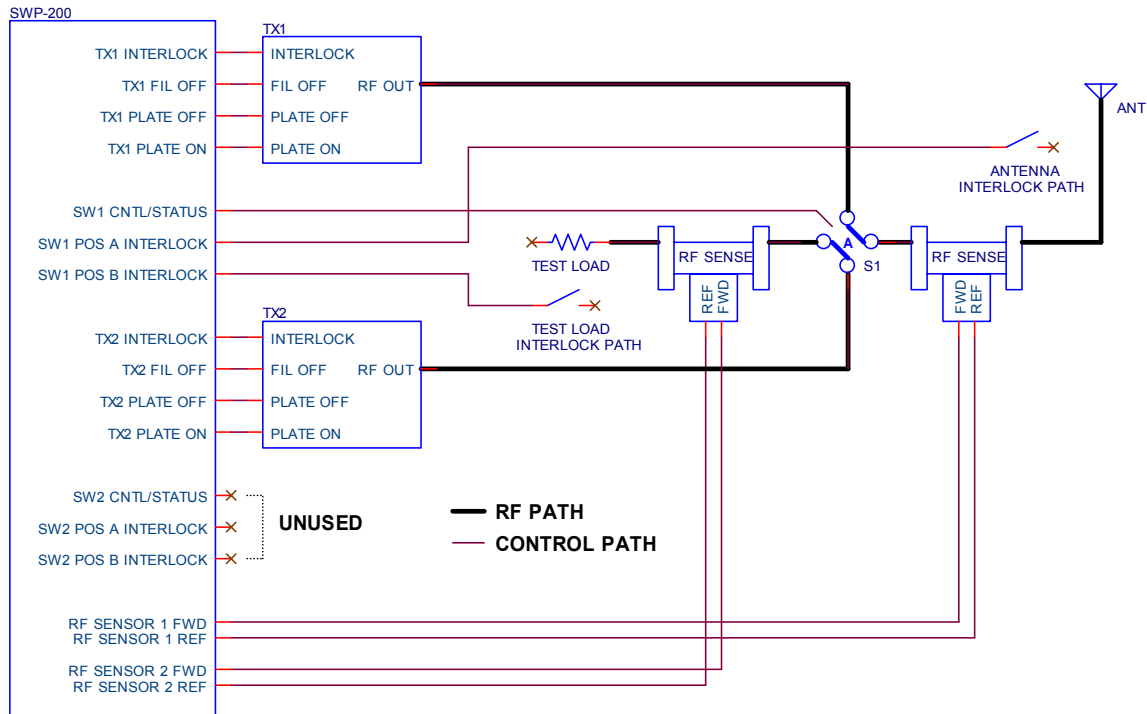 SWP-200
TX1 INTERLOCK
TX1 FIL OFF
TX1 PLATE OFF
TX1 PLATE ON
SW1 CNTL/STATUS
SW1 POS A INTERLOCK
SW1 POS B INTERLOCK
TX2 INTERLOCK
TX2 FIL OFF
TX2 PLATE OFF
TX2 PLATE ON
SW2 CNTL/STATUS
SW2 POS A INTERLOCK
SW2 POS B INTERLOCK
RF SENSOR 1 FWD
RF SENSOR 1 REF
RF SENSOR 2 FWD
RF SENSOR 2 REF
TX1
INTERLOCK
FIL OFF
RF OUT
PLATE OFF
PLATE ON
TX2
INTERLOCK
FIL OFF
RF OUT
PLATE OFF
PLATE ON
UNUSED
RF PATH
CONTROL PATH
TEST LOAD
TEST LOAD
INTERLOCK PATH
RF SENSE
REF
FWD
A
S1
RF SENSE
FWD
REF
ANTENNA
INTERLOCK PATH
ANT